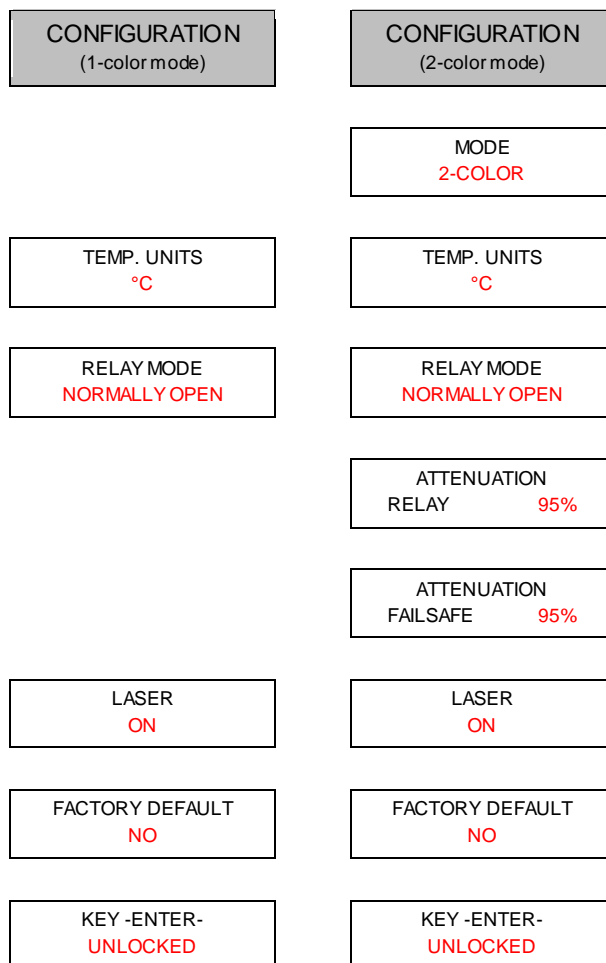 CONFIGURATION
(1-color mode)
TEMP. UNITS
°C
RELAY MODE
NORMALLY OPEN
LASER
ON
FACTORY DEFAULT
NO
KEY -ENTER-
UNLOCKED
CONFIGURATION
(2-color mode)
MODE
2-COLOR
TEMP. UNITS
°C
RELAY MODE
NORMALLY OPEN
ATTENUATION
RELAY 95%
ATTENUATION
FAILSAFE 95%
LASER
ON
FACTORY DEFAULT
NO
KEY -ENTER-
UNLOCKED